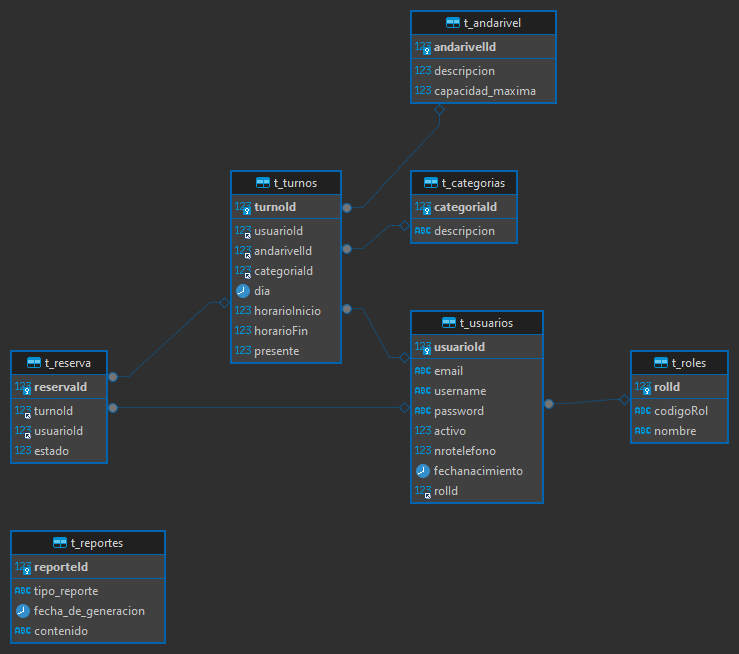 t_andarivel
123 andarivelId
123 descripcion
123 capacidad_maxima
t_turnos
123 turnoId
123 usuarioId
123 andarivelId
123 categoriaId
dia
123 horarioInicio
123 horarioFin
123 presente
t_categorias
123 categoriaId
ABC descripcion
t_usuarios
123 usuarioId
ABC email
ABC username
ABC password
123 activo
123 nrotelefono
fechanacimiento
123 rolId
t_roles
123 rolId
ABC codigoRol
ABC nombre
t_reserva
123 reservaId
123 turnoId
123 usuarioId
123 estado
t_reportes
123 reporteId
ABC tipo_reporte
fecha_de_generacion
ABC contenido